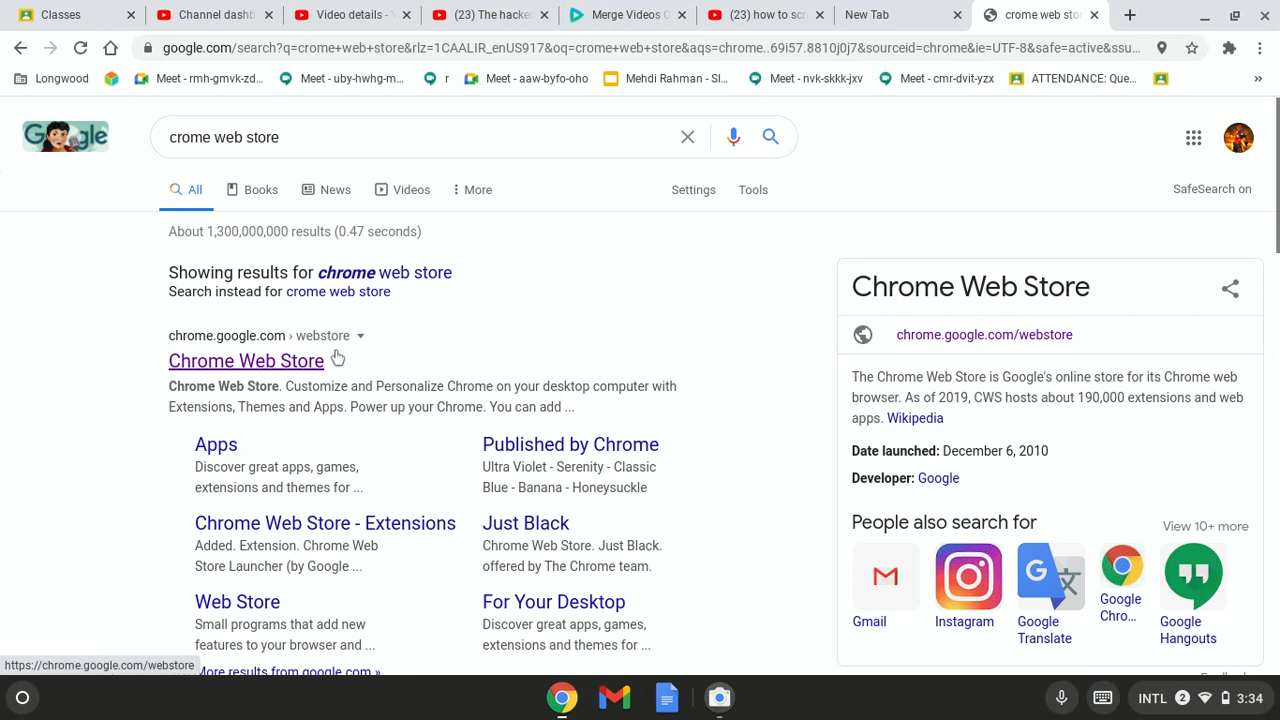 Classes
Channel dashb
Video details - V
(23) The hacke
Merge Videos O
(23) how to scr
New Tab
crome web sto
google.com/search?q=crome+web+store&rlz=1CAALIR_enUS917&oq=crome+web+store&aqs=chrome..69i57.8810j0j7&sourceid=chrome&ie=UTF-8&safe=active&ssu...
Longwood
Meet - rmh-gmvk-zd...
Meet - uby-hwhg-m...
r
Meet - aaw-byfo-oho
Mehdi Rahman - Sl...
Meet - nvk-skkk-jxv
Meet - cmr-dvit-yzx
ATTENDANCE: Que...
»
Google
crome web store
All
Books
News
Videos
More
Settings
Tools
SafeSearch on
About 1,300,000,000 results (0.47 seconds)
Showing results for chrome web store
Search instead for crome web store
chrome.google.com › webstore
Chrome Web Store
Chrome Web Store. Customize and Personalize Chrome on your desktop computer with
Extensions, Themes and Apps. Power up your Chrome. You can add ...
Apps
Discover great apps, games,
extensions and themes for ...
Published by Chrome
Ultra Violet - Serenity - Classic
Blue - Banana - Honeysuckle
Chrome Web Store - Extensions
Added. Extension. Chrome Web
Store Launcher (by Google ...
Just Black
Chrome Web Store. Just Black.
offered by The Chrome team.
Web Store
Small programs that add new
features to your browser and ...
For Your Desktop
Discover great apps, games,
extensions and themes for ...
More results from google.com »
Chrome Web Store
chrome.google.com/webstore
The Chrome Web Store is Google's online store for its Chrome web
browser. As of 2019, CWS hosts about 190,000 extensions and web
apps. Wikipedia
Date launched: December 6, 2010
Developer: Google
People also search for
View 10+ more
Gmail
Instagram
Google
Translate
Google
Chro...
Google
Hangouts
https://chrome.google.com/webstore
INTL
2
3:34